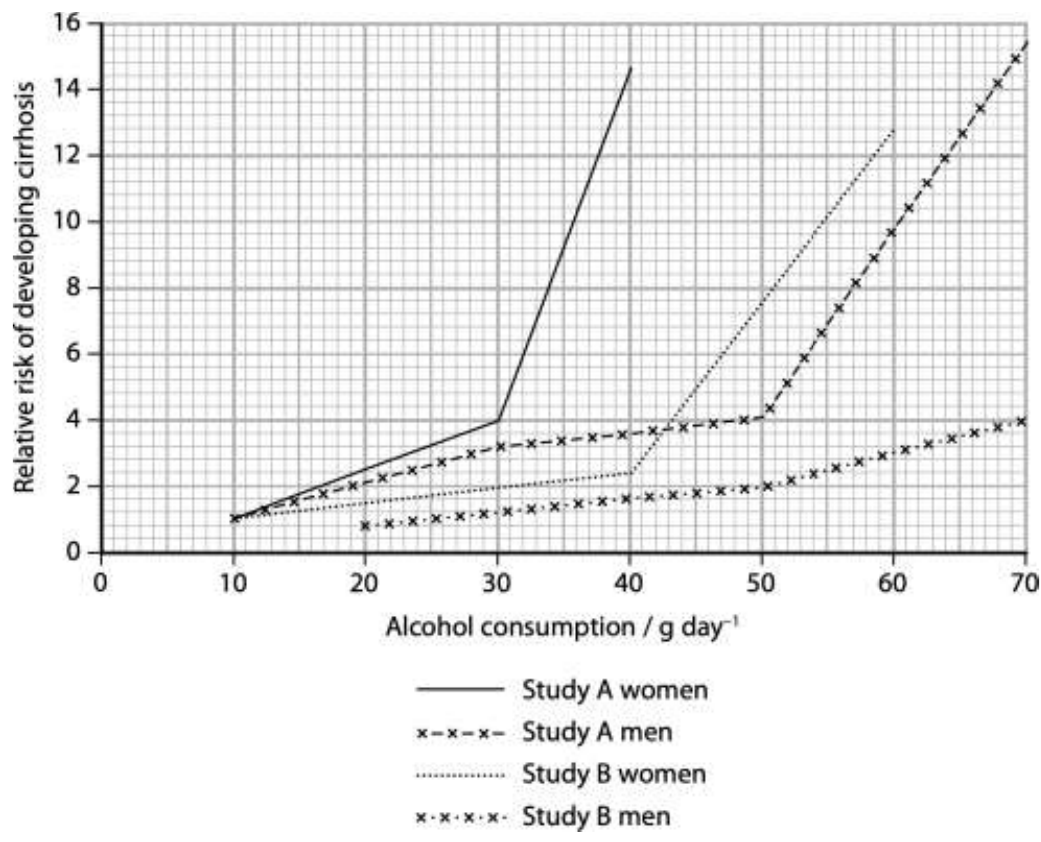 16
14
12
10
8
6
4
2
0
Relative risk of developing cirrhosis
0 10 20 30 40 50 60 70
Alcohol consumption / g day⁻¹
Study A women
Study A men
Study B women
Study B men